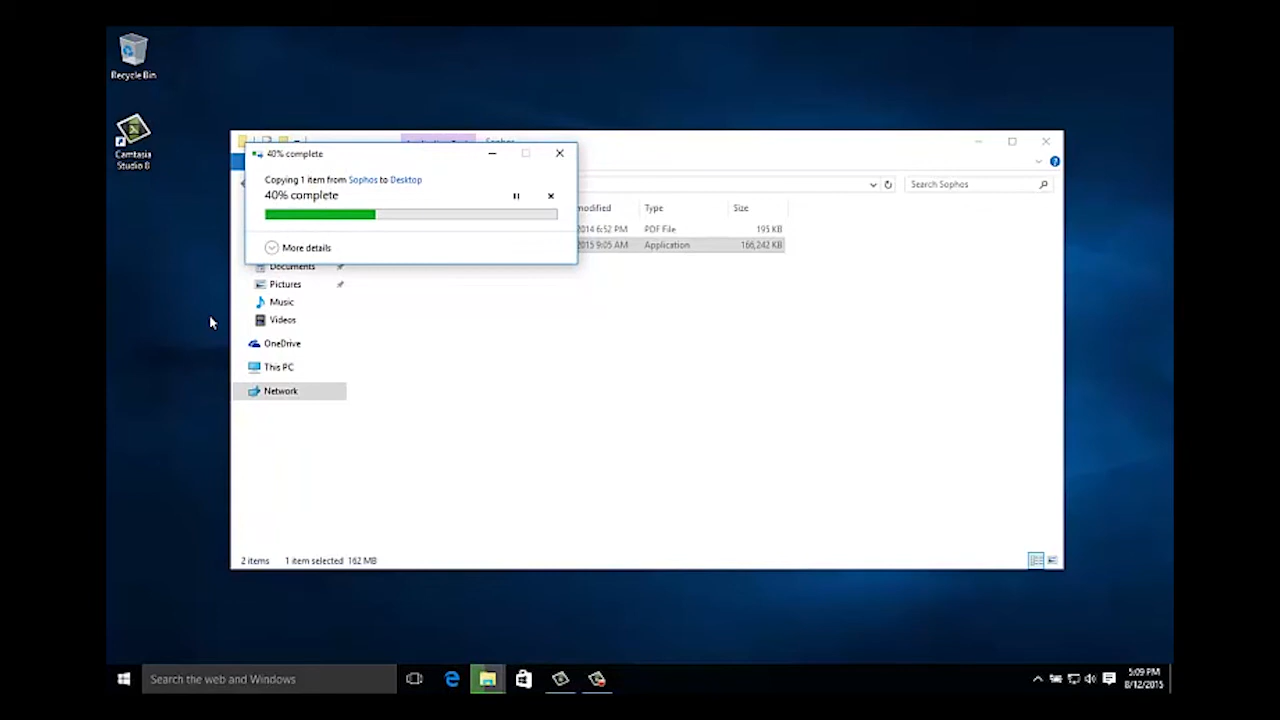 Recycle Bin
Camtasia
Studio 8
40% complete
Copying 1 item from Sophos to Desktop
40% complete
More details
Search Sophos
modified
Type
Size
2014 6:52 PM
PDF File
195 KB
2015 9:05 AM
Application
166,242 KB
Documents
Pictures
Music
Videos
OneDrive
This PC
Network
2 items
1 item selected 162 MB
Search the web and Windows
5:09 PM
8/12/2015